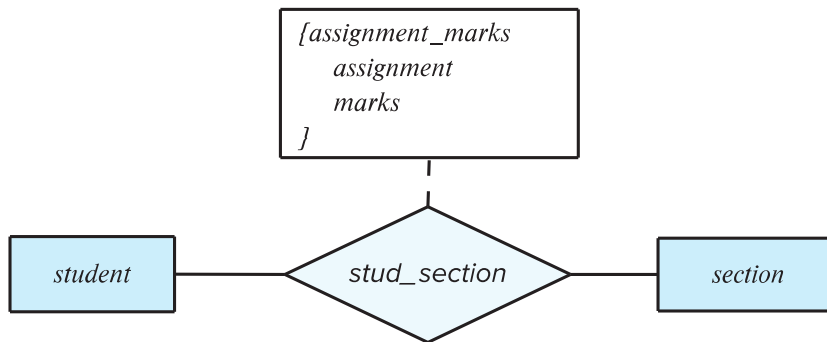 {assignment_marks
assignment
marks
}
student
stud_section
section